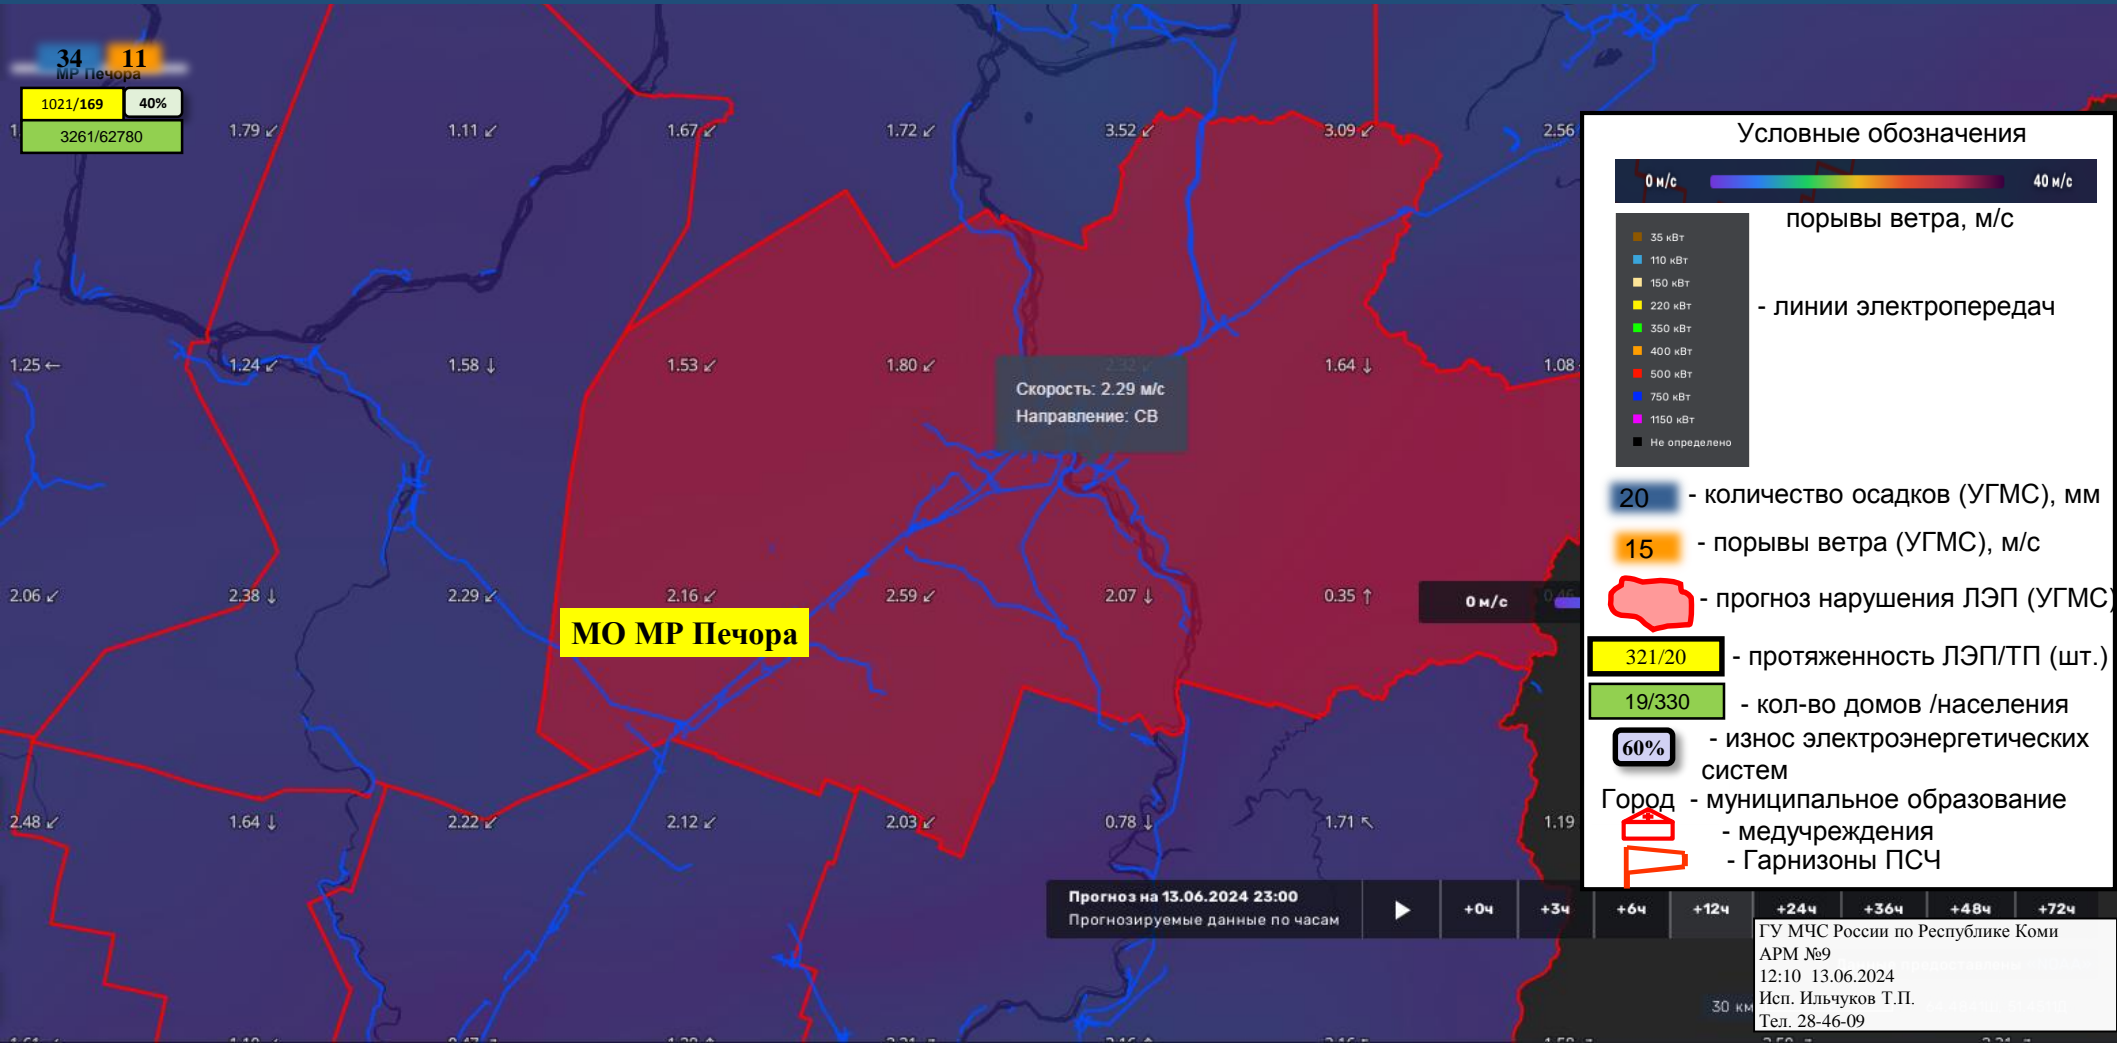 34 11
МР Печора
1021/169 40%
3261/62780
1.79 ↙ 1.11 ↙ 1.67 ↙ 1.72 ↙ 3.52 ↙ 3.09 ↙ 2.56
1.25 ← 1.24 ↙ 1.58 ↓ 1.53 ↙ 1.80 ↙ 2.32 1.64 ↓ 1.08
Скорость: 2.29 м/с
Направление: СВ
2.06 ↙ 2.38 ↓ 2.29 ↙ 2.16 ↙ 2.59 ↙ 2.07 ↓ 0.35 ↑ 0.46
0 м/с
МО МР Печора
2.48 ↙ 1.64 ↓ 2.22 ↙ 2.12 ↙ 2.03 ↙ 0.78 ↓ 1.71 ↖ 1.19
Условные обозначения
0 м/с 40 м/с
порывы ветра, м/с
35 кВт
110 кВт
150 кВт
220 кВт
350 кВт
400 кВт
500 кВт
750 кВт
1150 кВт
Не определено
- линии электропередач
20 - количество осадков (УГМС), мм
15 - порывы ветра (УГМС), м/с
- прогноз нарушения ЛЭП (УГМС)
321/20 - протяженность ЛЭП/ТП (шт.)
19/330 - кол-во домов /населения
60% - износ электроэнергетических
систем
Город - муниципальное образование
- медучреждения
- Гарнизоны ПСЧ
Прогноз на 13.06.2024 23:00
Прогнозируемые данные по часам
+0ч +3ч +6ч +12ч +24ч +36ч +48ч +72ч
ГУ МЧС России по Республике Коми
АРМ №9
12:10 13.06.2024
Исп. Ильчуков Т.П.
Тел. 28-46-09
30 км